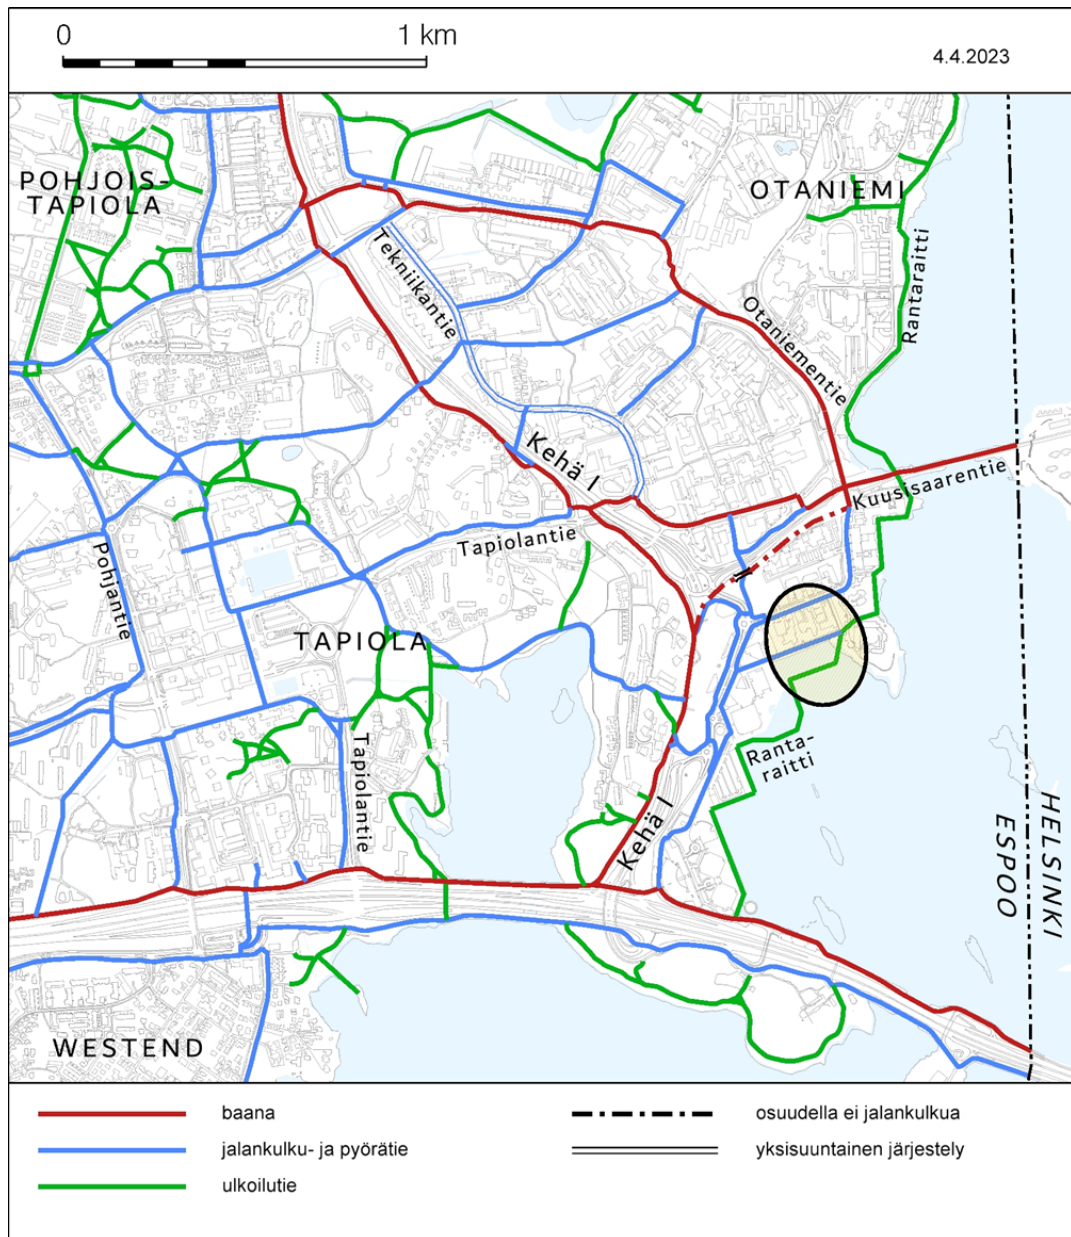 0 1 km
4.4.2023
POHJOIS-
TAPIOLA
OTANIEMI
Tekniikantie
Rantaraitti
Otaniementie
Kehä I
Kuusisaarentie
Tapiolantie
Pohjantie
TAPIOLA
Ranta-
raitti
Tapiolantie
Kehä I
HELSINKI
ESPOO
WESTEND
baana
jalankulku- ja pyörätie
ulkoilutie
osuudella ei jalankulkua
yksisuuntainen järjestely